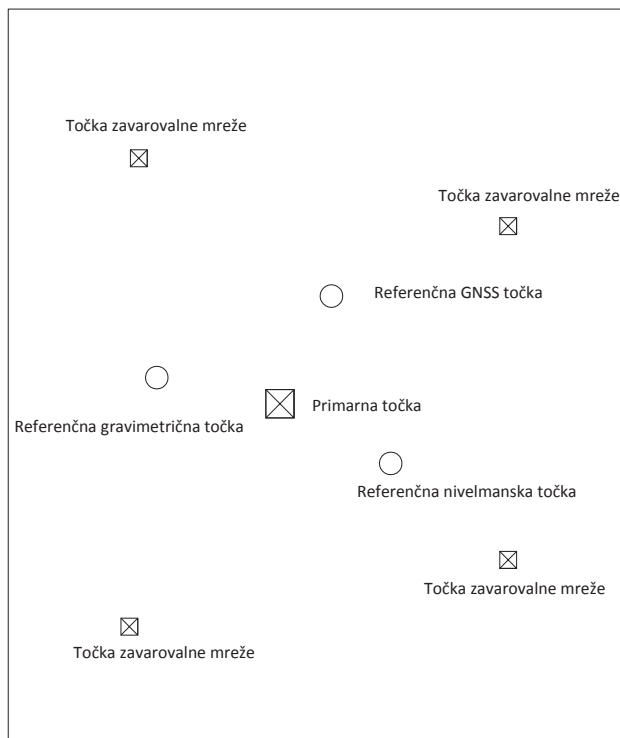 Točka zavarovalne mreže
Točka zavarovalne mreže
Referenčna GNSS točka
Primarna točka
Referenčna gravimetrična točka
Referenčna nivelmanska točka
Točka zavarovalne mreže
Točka zavarovalne mreže